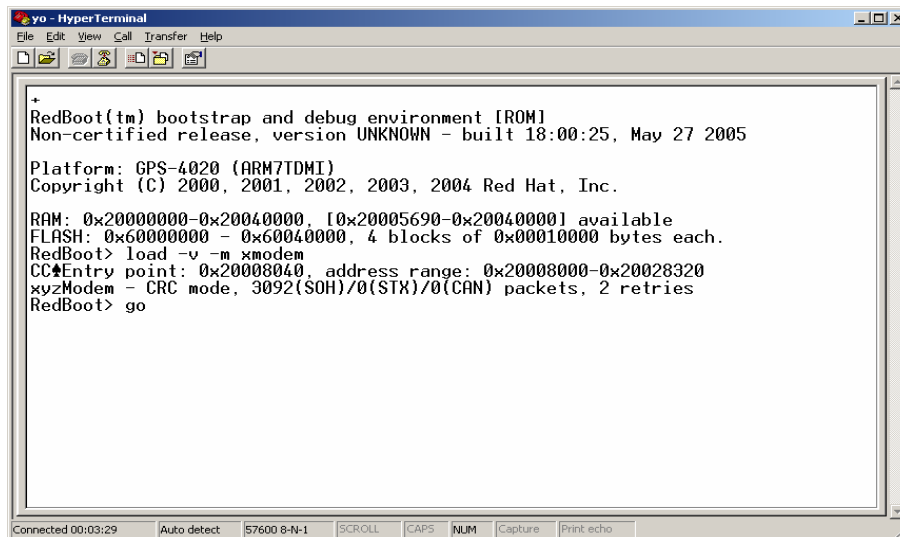 yo - HyperTerminal
File Edit View Call Transfer Help
+
RedBoot(tm) bootstrap and debug environment [ROM]
Non-certified release, version UNKNOWN - built 18:00:25, May 27 2005
Platform: GPS-4020 (ARM7TDMI)
Copyright (C) 2000, 2001, 2002, 2003, 2004 Red Hat, Inc.
RAM: 0x20000000-0x20040000, [0x20005690-0x20040000] available
FLASH: 0x60000000 - 0x60040000, 4 blocks of 0x00010000 bytes each.
RedBoot> load -v -m xmodem
CC♠Entry point: 0x20008040, address range: 0x20008000-0x20028320
xyzModem - CRC mode, 3092(SOH)/0(STX)/0(CAN) packets, 2 retries
RedBoot> go
Connected 00:03:29 Auto detect 57600 8-N-1 SCROLL CAPS NUM Capture Print echo